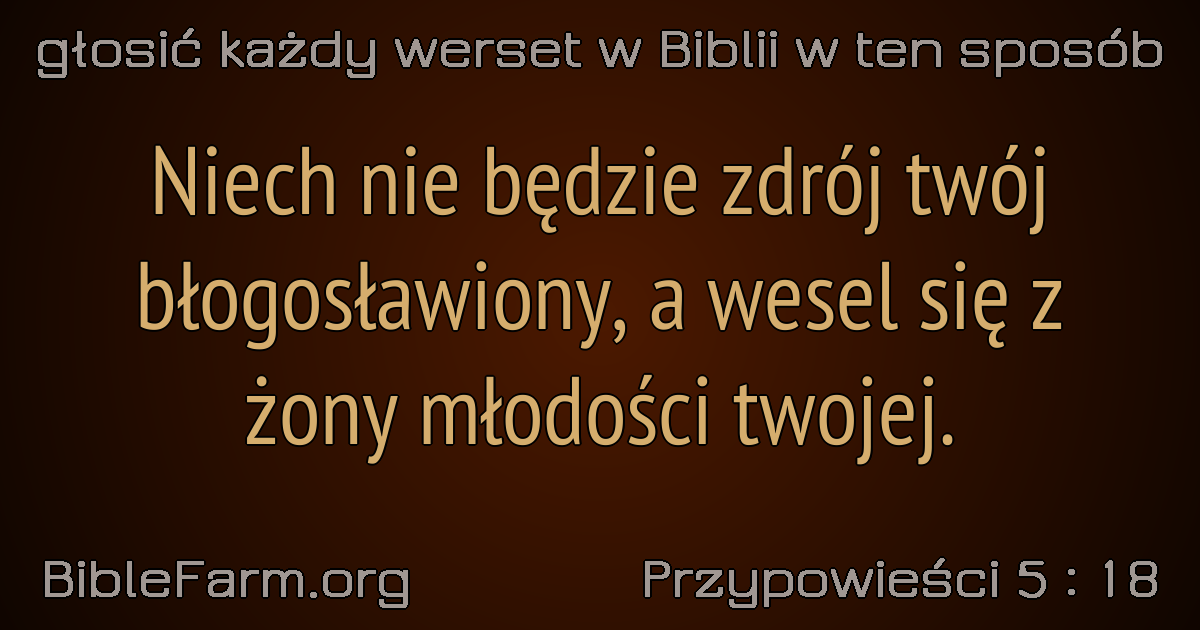 głosić każdy werset w Biblii w ten sposób
Niech nie będzie zdrój twój
błogosławiony, a wesel się z
żony młodości twojej.
BibleFarm.org
Przypowieści 5 : 18